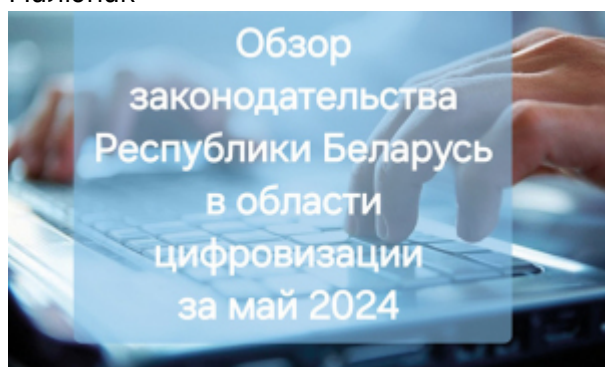 Обзор
законодательства
Республики Беларусь
в области
цифровизации
за май 2024